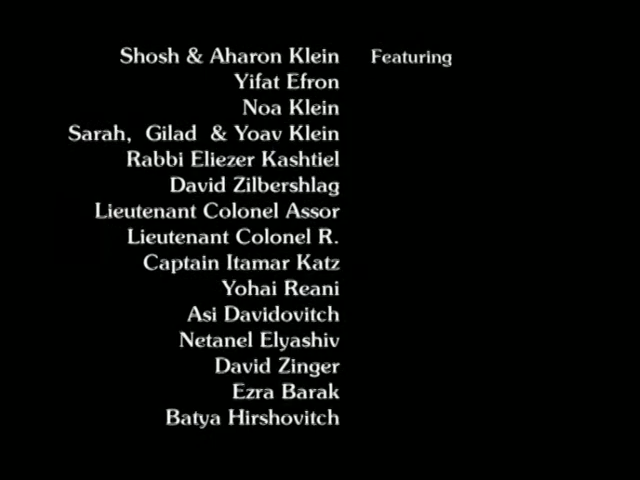 Shosh & Aharon Klein Featuring
Yifat Efron
Noa Klein
Sarah, Gilad & Yoav Klein
Rabbi Eliezer Kashtiel
David Zilbershlag
Lieutenant Colonel Assor
Lieutenant Colonel R.
Captain Itamar Katz
Yohai Reani
Asi Davidovitch
Netanel Elyashiv
David Zinger
Ezra Barak
Batya Hirshovitch